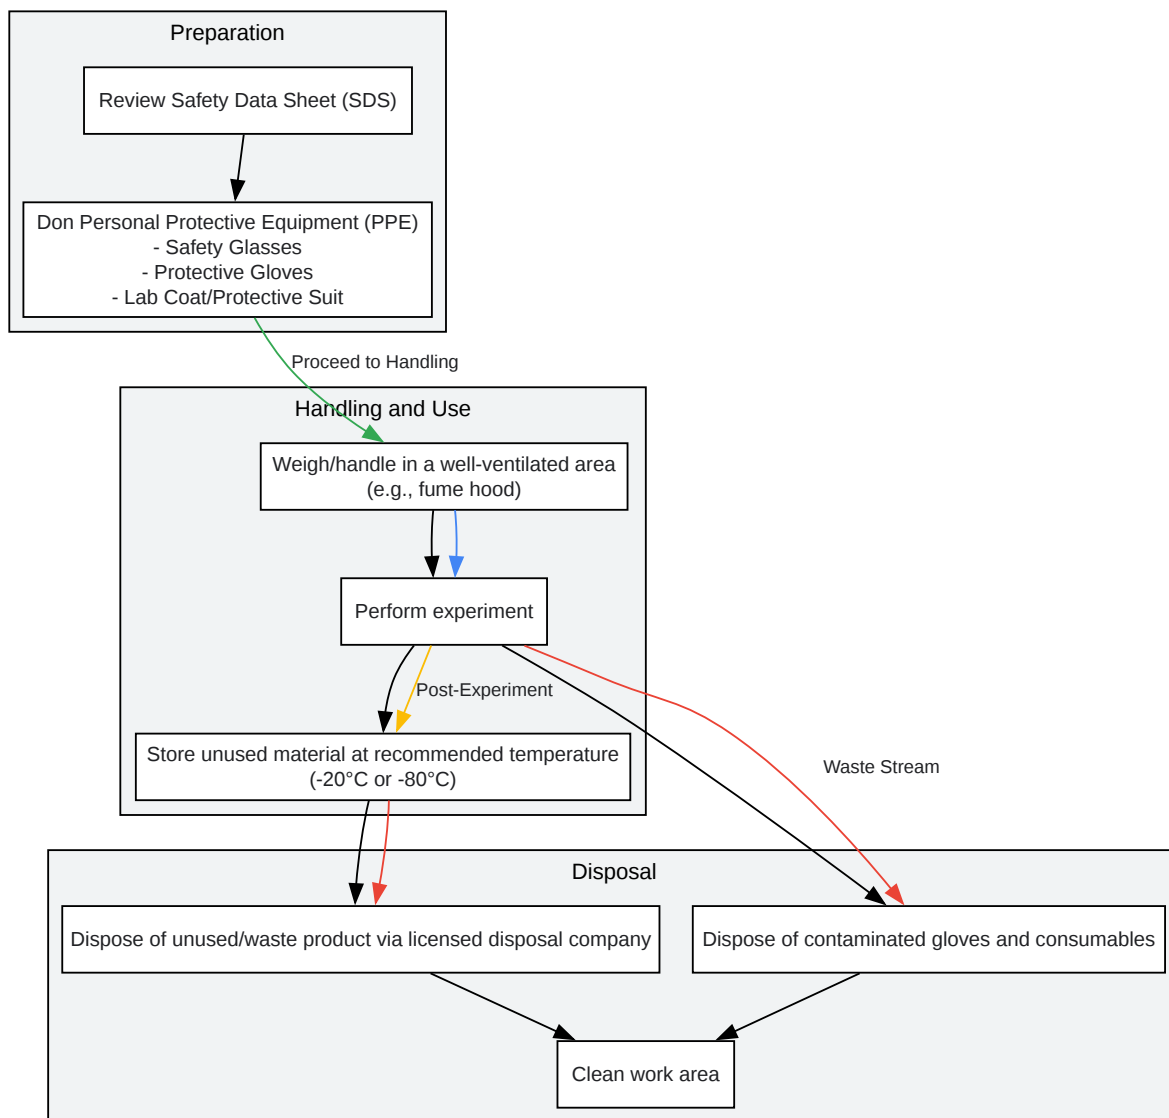 Preparation
Review Safety Data Sheet (SDS)
Don Personal Protective Equipment (PPE)
- Safety Glasses
- Protective Gloves
- Lab Coat/Protective Suit
Proceed to Handling
Handling and Use
Weigh/handle in a well-ventilated area
(e.g., fume hood)
Perform experiment
Post-Experiment
Store unused material at recommended temperature
(-20°C or -80°C)
Waste Stream
Disposal
Dispose of unused/waste product via licensed disposal company
Dispose of contaminated gloves and consumables
Clean work area